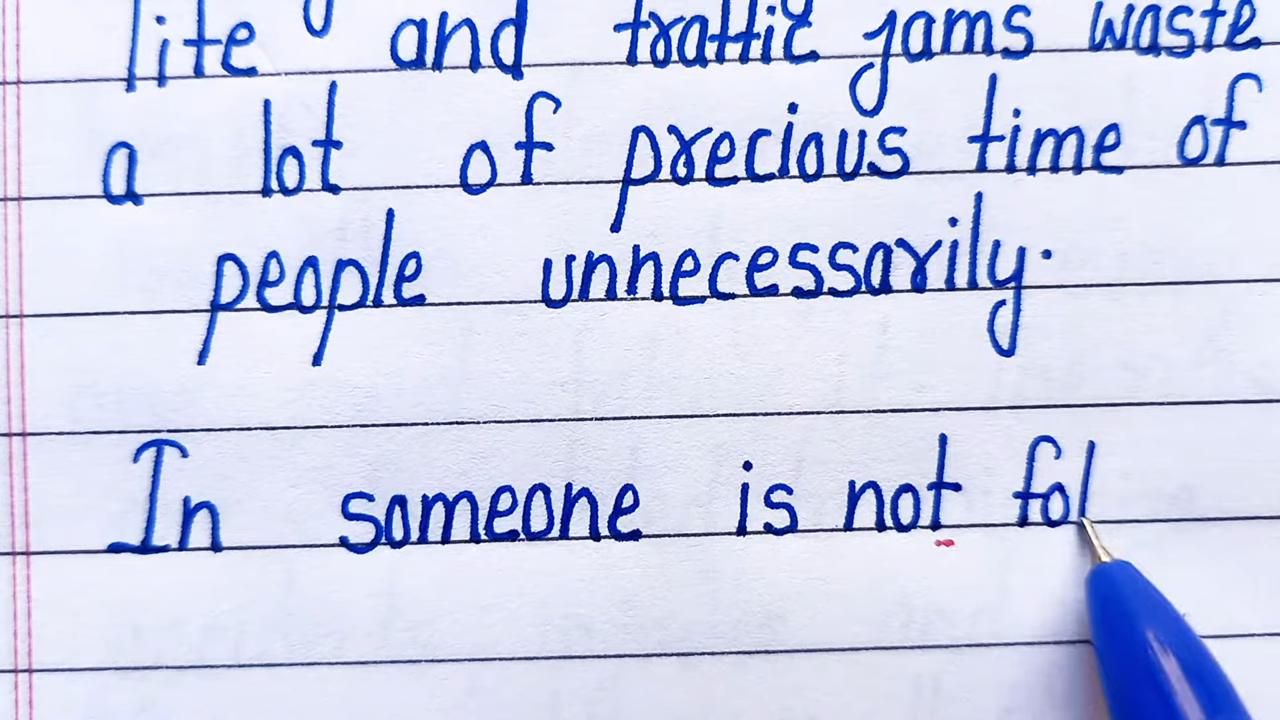 life and traffic jams waste
a lot of precious time of
people unnecessarily.
In someone is not fol